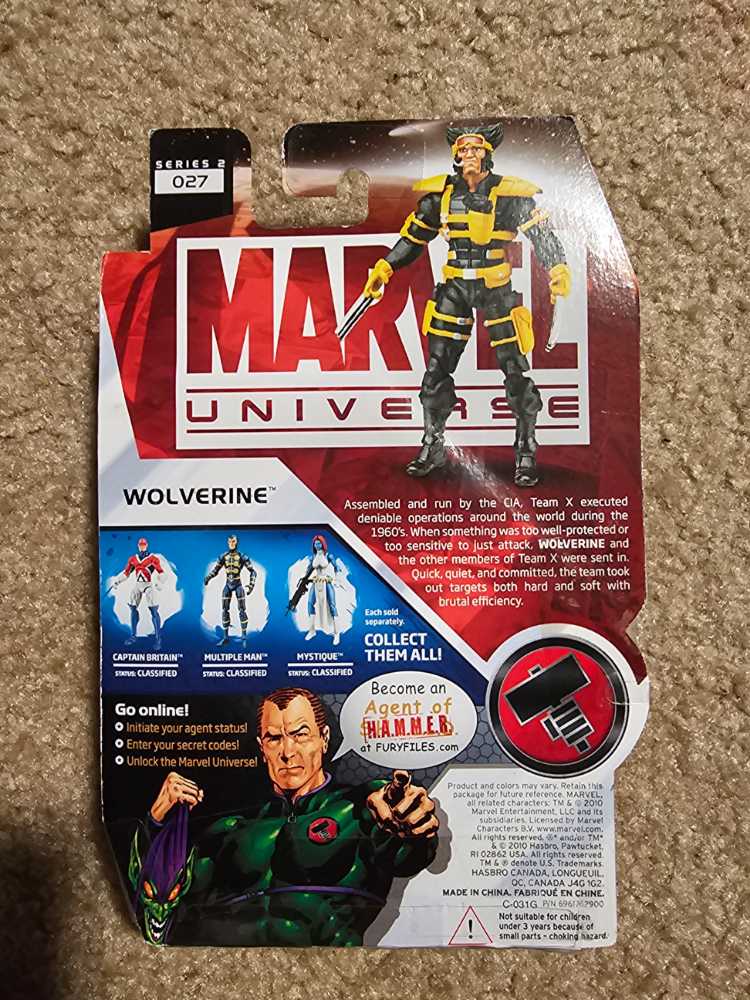 SERIES 2
027
MARVEL
UNIVERSE
WOLVERINE™
Assembled and run by the CIA, Team X executed
deniable operations around the world during the
1960's. When something was too well-protected or
too sensitive to just attack, WOLVERINE and
the other members of Team X were sent in.
Quick, quiet, and committed, the team took
out targets both hard and soft with
brutal efficiency.
CAPTAIN BRITAIN™
STATUS: CLASSIFIED
MULTIPLE MAN™
STATUS: CLASSIFIED
MYSTIQUE™
STATUS: CLASSIFIED
Each sold
separately.
COLLECT
THEM ALL!
Go online!
Initiate your agent status!
Enter your secret codes!
Unlock the Marvel Universe!
Become an
Agent of
H.A.M.M.E.R.
at FURYFILES.com
Product and colors may vary. Retain this
package for future reference. MARVEL,
all related characters: TM & © 2010
Marvel Entertainment, LLC and its
subsidiaries. Licensed by Marvel
Characters B.V. www.marvel.com.
All rights reserved. ®* and/or TM*
& © 2010 Hasbro, Pawtucket,
RI 02862 USA. All rights reserved.
TM & ® denote U.S. Trademarks.
HASBRO CANADA, LONGUEUIL,
QC, CANADA J4G 1G2.
MADE IN CHINA. FABRIQUÉ EN CHINE.
C-031G P/N
Not suitable for children
under 3 years because of
small parts - choking hazard.